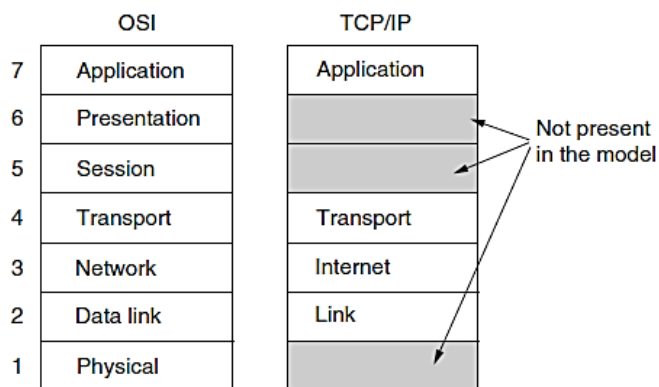 OSI TCP/IP
7 Application Application
6 Presentation
Not present
in the model
5 Session
4 Transport Transport
3 Network Internet
2 Data link Link
1 Physical